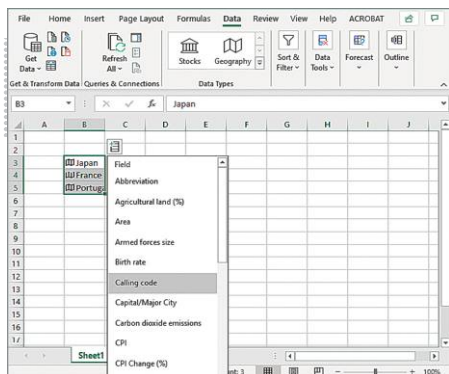 File Home Insert Page Layout Formulas Data Review View Help ACROBAT
Get Data
Refresh All
Stocks
Geography
Sort & Filter
Data Tools
Forecast
Outline
Get & Transform Data Queries & Connections Data Types
B3 fx Japan
A B C D E F G H I J
1
2
3 Japan
4 France
5 Portuga
6
7
8
9
10
11
12
13
14
15
16
17
Field
Abbreviation
Agricultural land (%)
Area
Armed forces size
Birth rate
Calling code
Capital/Major City
Carbon dioxide emissions
CPI
CPI Change (%)
Sheet1
nt: 3 100%